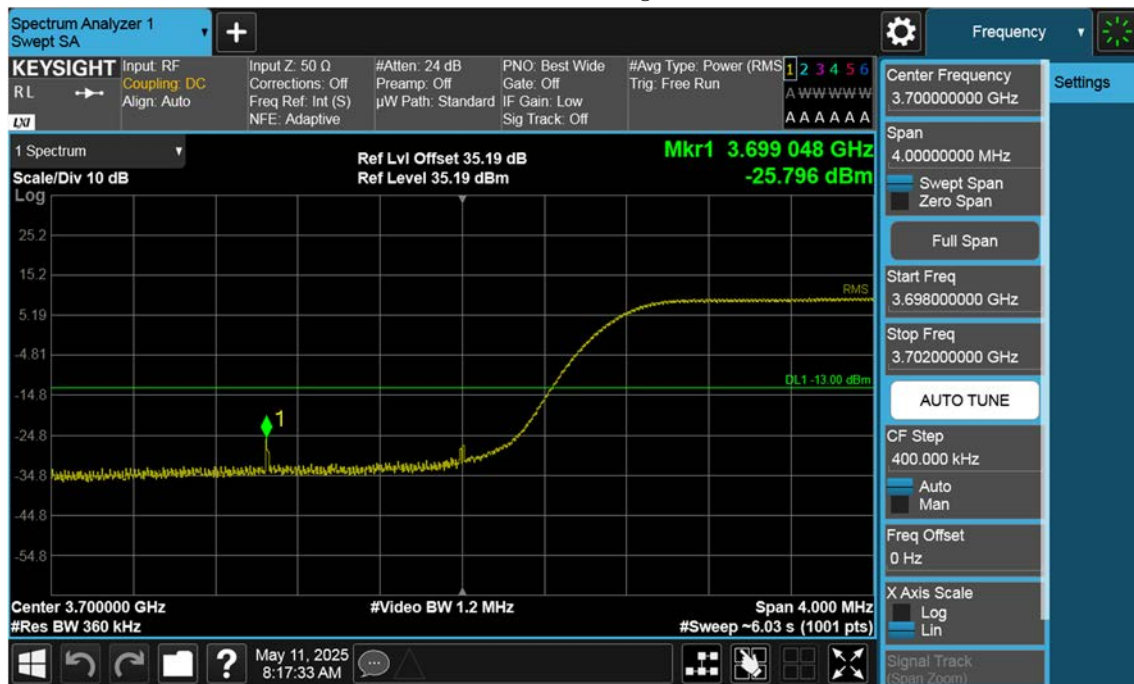 Spectrum Analyzer 1
Swept SA
+
Frequency
KEYSIGHT
RL
LXI
Input: RF
Coupling: DC
Align: Auto
Input Z: 50 Ω
Corrections: Off
Freq Ref: Int (S)
NFE: Adaptive
#Atten: 24 dB
Preamp: Off
µW Path: Standard
PNO: Best Wide
Gate: Off
IF Gain: Low
Sig Track: Off
#Avg Type: Power (RMS
Trig: Free Run
1 2 3 4 5 6
A W W W W W
A A A A A A
1 Spectrum
Scale/Div 10 dB
Ref Lvl Offset 35.19 dB
Ref Level 35.19 dBm
Mkr1 3.699 048 GHz
-25.796 dBm
Log
25.2
15.2
5.19
-4.81
-14.8
-24.8
-34.8
-44.8
-54.8
RMS
DL1 -13.00 dBm
1
Center 3.700000 GHz
#Res BW 360 kHz
#Video BW 1.2 MHz
Span 4.000 MHz
#Sweep ~6.03 s (1001 pts)
Center Frequency
3.700000000 GHz
Span
4.00000000 MHz
Swept Span
Zero Span
Full Span
Start Freq
3.698000000 GHz
Stop Freq
3.702000000 GHz
AUTO TUNE
CF Step
400.000 kHz
Auto
Man
Freq Offset
0 Hz
X Axis Scale
Log
Lin
Signal Track
(Span Zoom)
Settings
?
May 11, 2025
8:17:33 AM